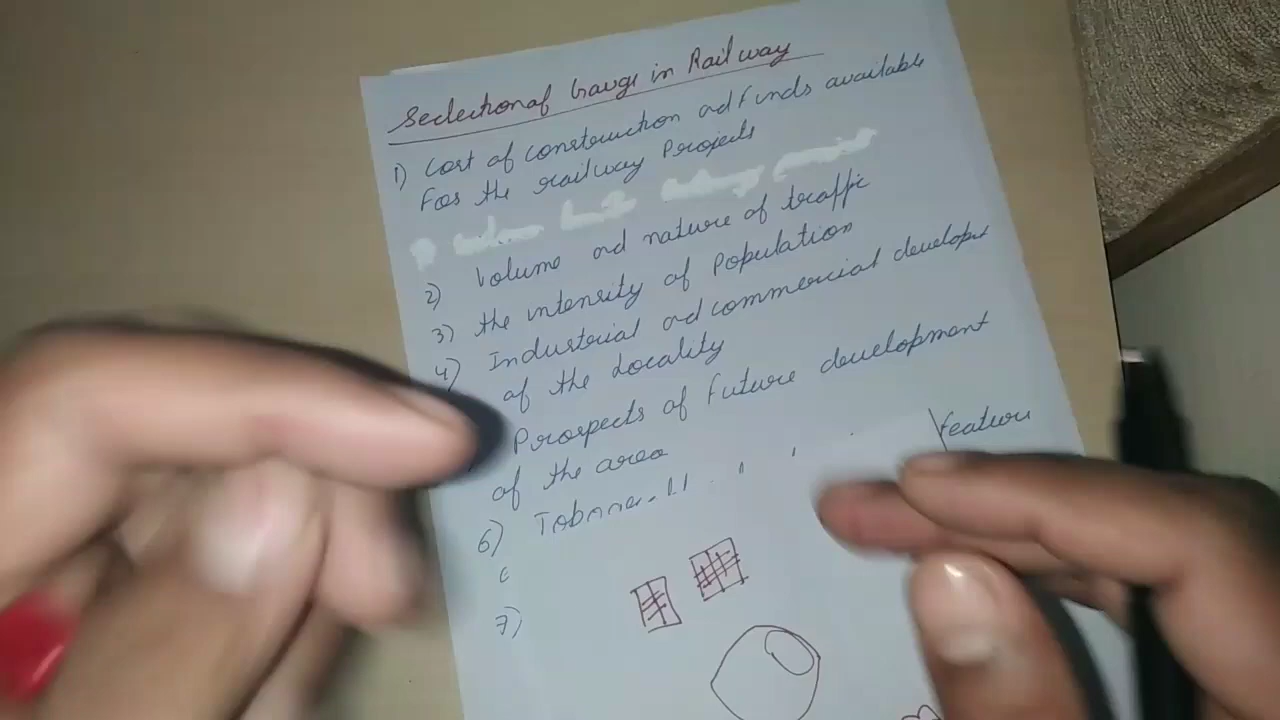 Selection of Gauge in Railway
1) Cost of construction and Funds available
For the railway Projects
2) Volume and nature of traffic
3) the intensity of Population
4) Industrial and commercial develop
of the Locality
Prospects of Future development
of the area
6) feature
7)